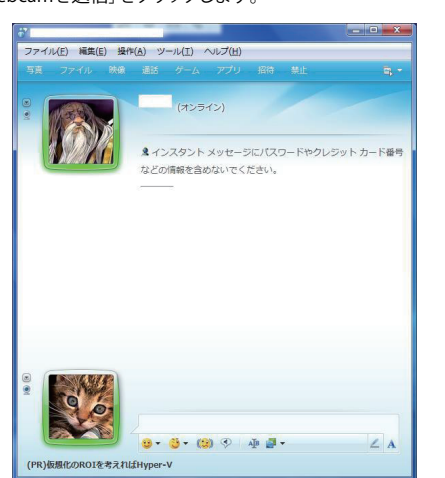 ebcamを送信」をクリックします。
ファイル(F) 編集(E) 操作(A) ツール(T) ヘルプ(H)
写真 ファイル 映像 通話 ゲーム アプリ 招待 禁止
(オンライン)
インスタント メッセージにパスワードやクレジット カード番号
などの情報を含めないでください。
(PR)仮想化のROIを考えればHyper-V